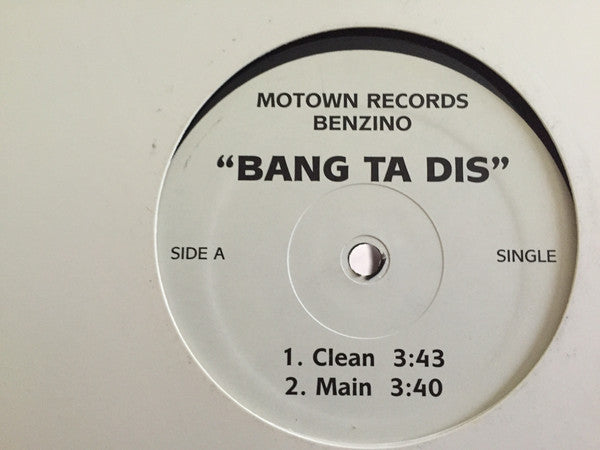 MOTOWN RECORDS
BENZINO
“BANG TA DIS”
SIDE A
SINGLE
1. Clean 3:43
2. Main 3:40